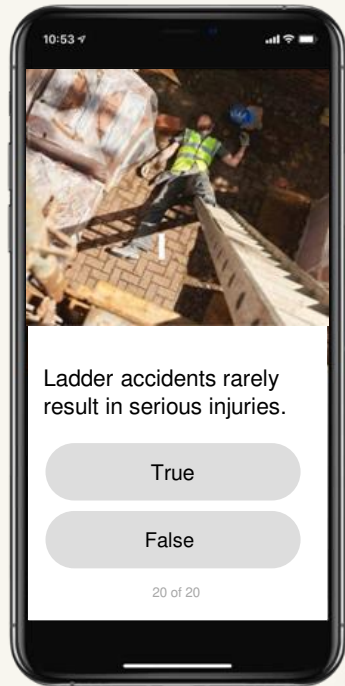 10:53
Ladder accidents rarely
result in serious injuries.
True
False
20 of 20